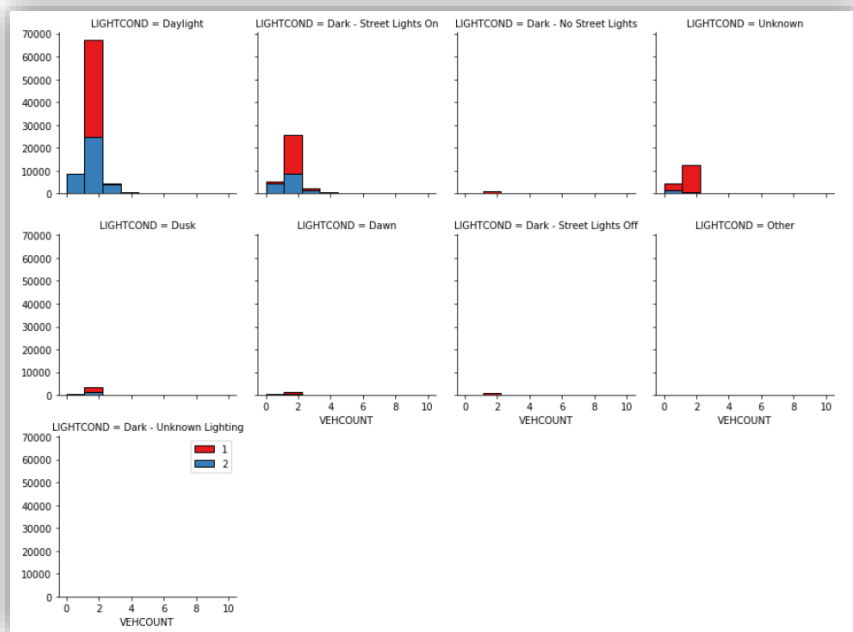 LIGHTCOND = Daylight
LIGHTCOND = Dark - Street Lights On
LIGHTCOND = Dark - No Street Lights
LIGHTCOND = Unknown
70000
60000
50000
40000
30000
20000
10000
0
LIGHTCOND = Dusk
LIGHTCOND = Dawn
LIGHTCOND = Dark - Street Lights Off
LIGHTCOND = Other
70000
60000
50000
40000
30000
20000
10000
0
0 2 4 6 8 10
VEHCOUNT
0 2 4 6 8 10
VEHCOUNT
0 2 4 6 8 10
VEHCOUNT
LIGHTCOND = Dark - Unknown Lighting
70000
60000
50000
40000
30000
20000
10000
0
1
2
0 2 4 6 8 10
VEHCOUNT